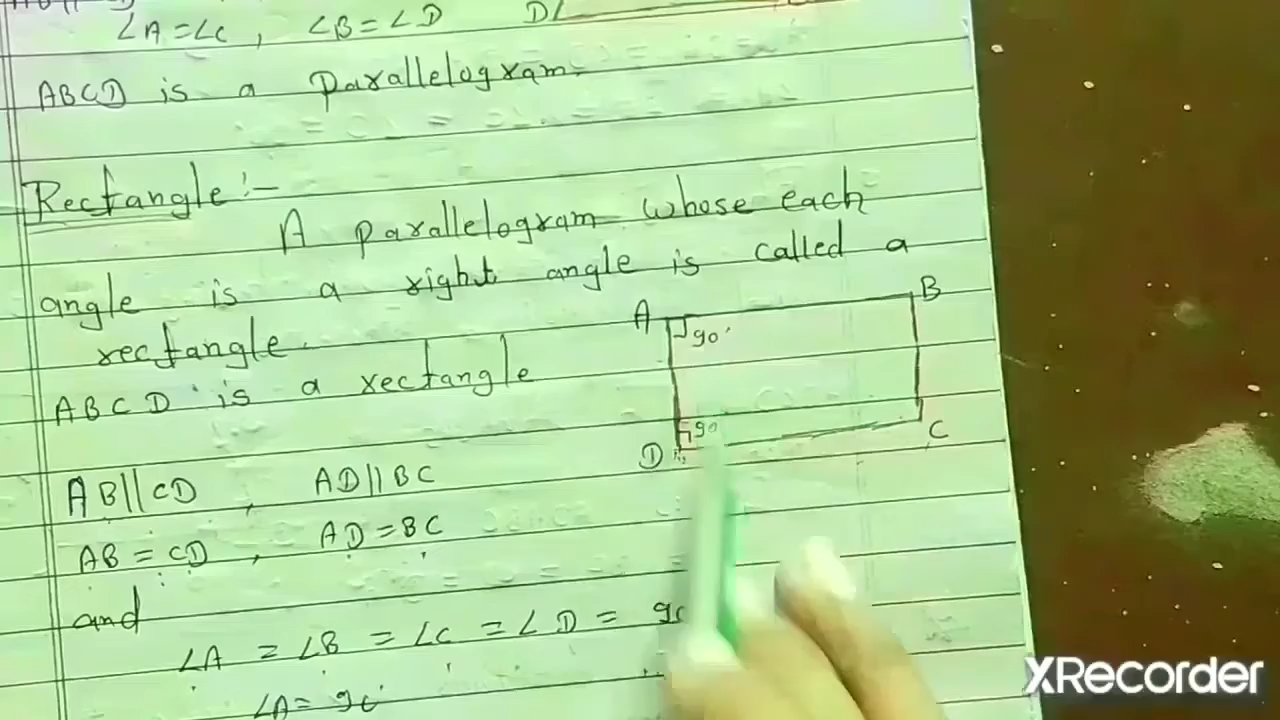 ∠A = ∠C , ∠B = ∠D
ABCD is a Parallelogram.
Rectangle :-
A parallelogram whose each
angle is a right angle is called a
rectangle.
ABCD is a rectangle
A B
90°
90
D C
AB || CD , AD || BC
AB = CD , AD = BC
and
∠A = ∠B = ∠C = ∠D =
∠A = 90°
XRecorder